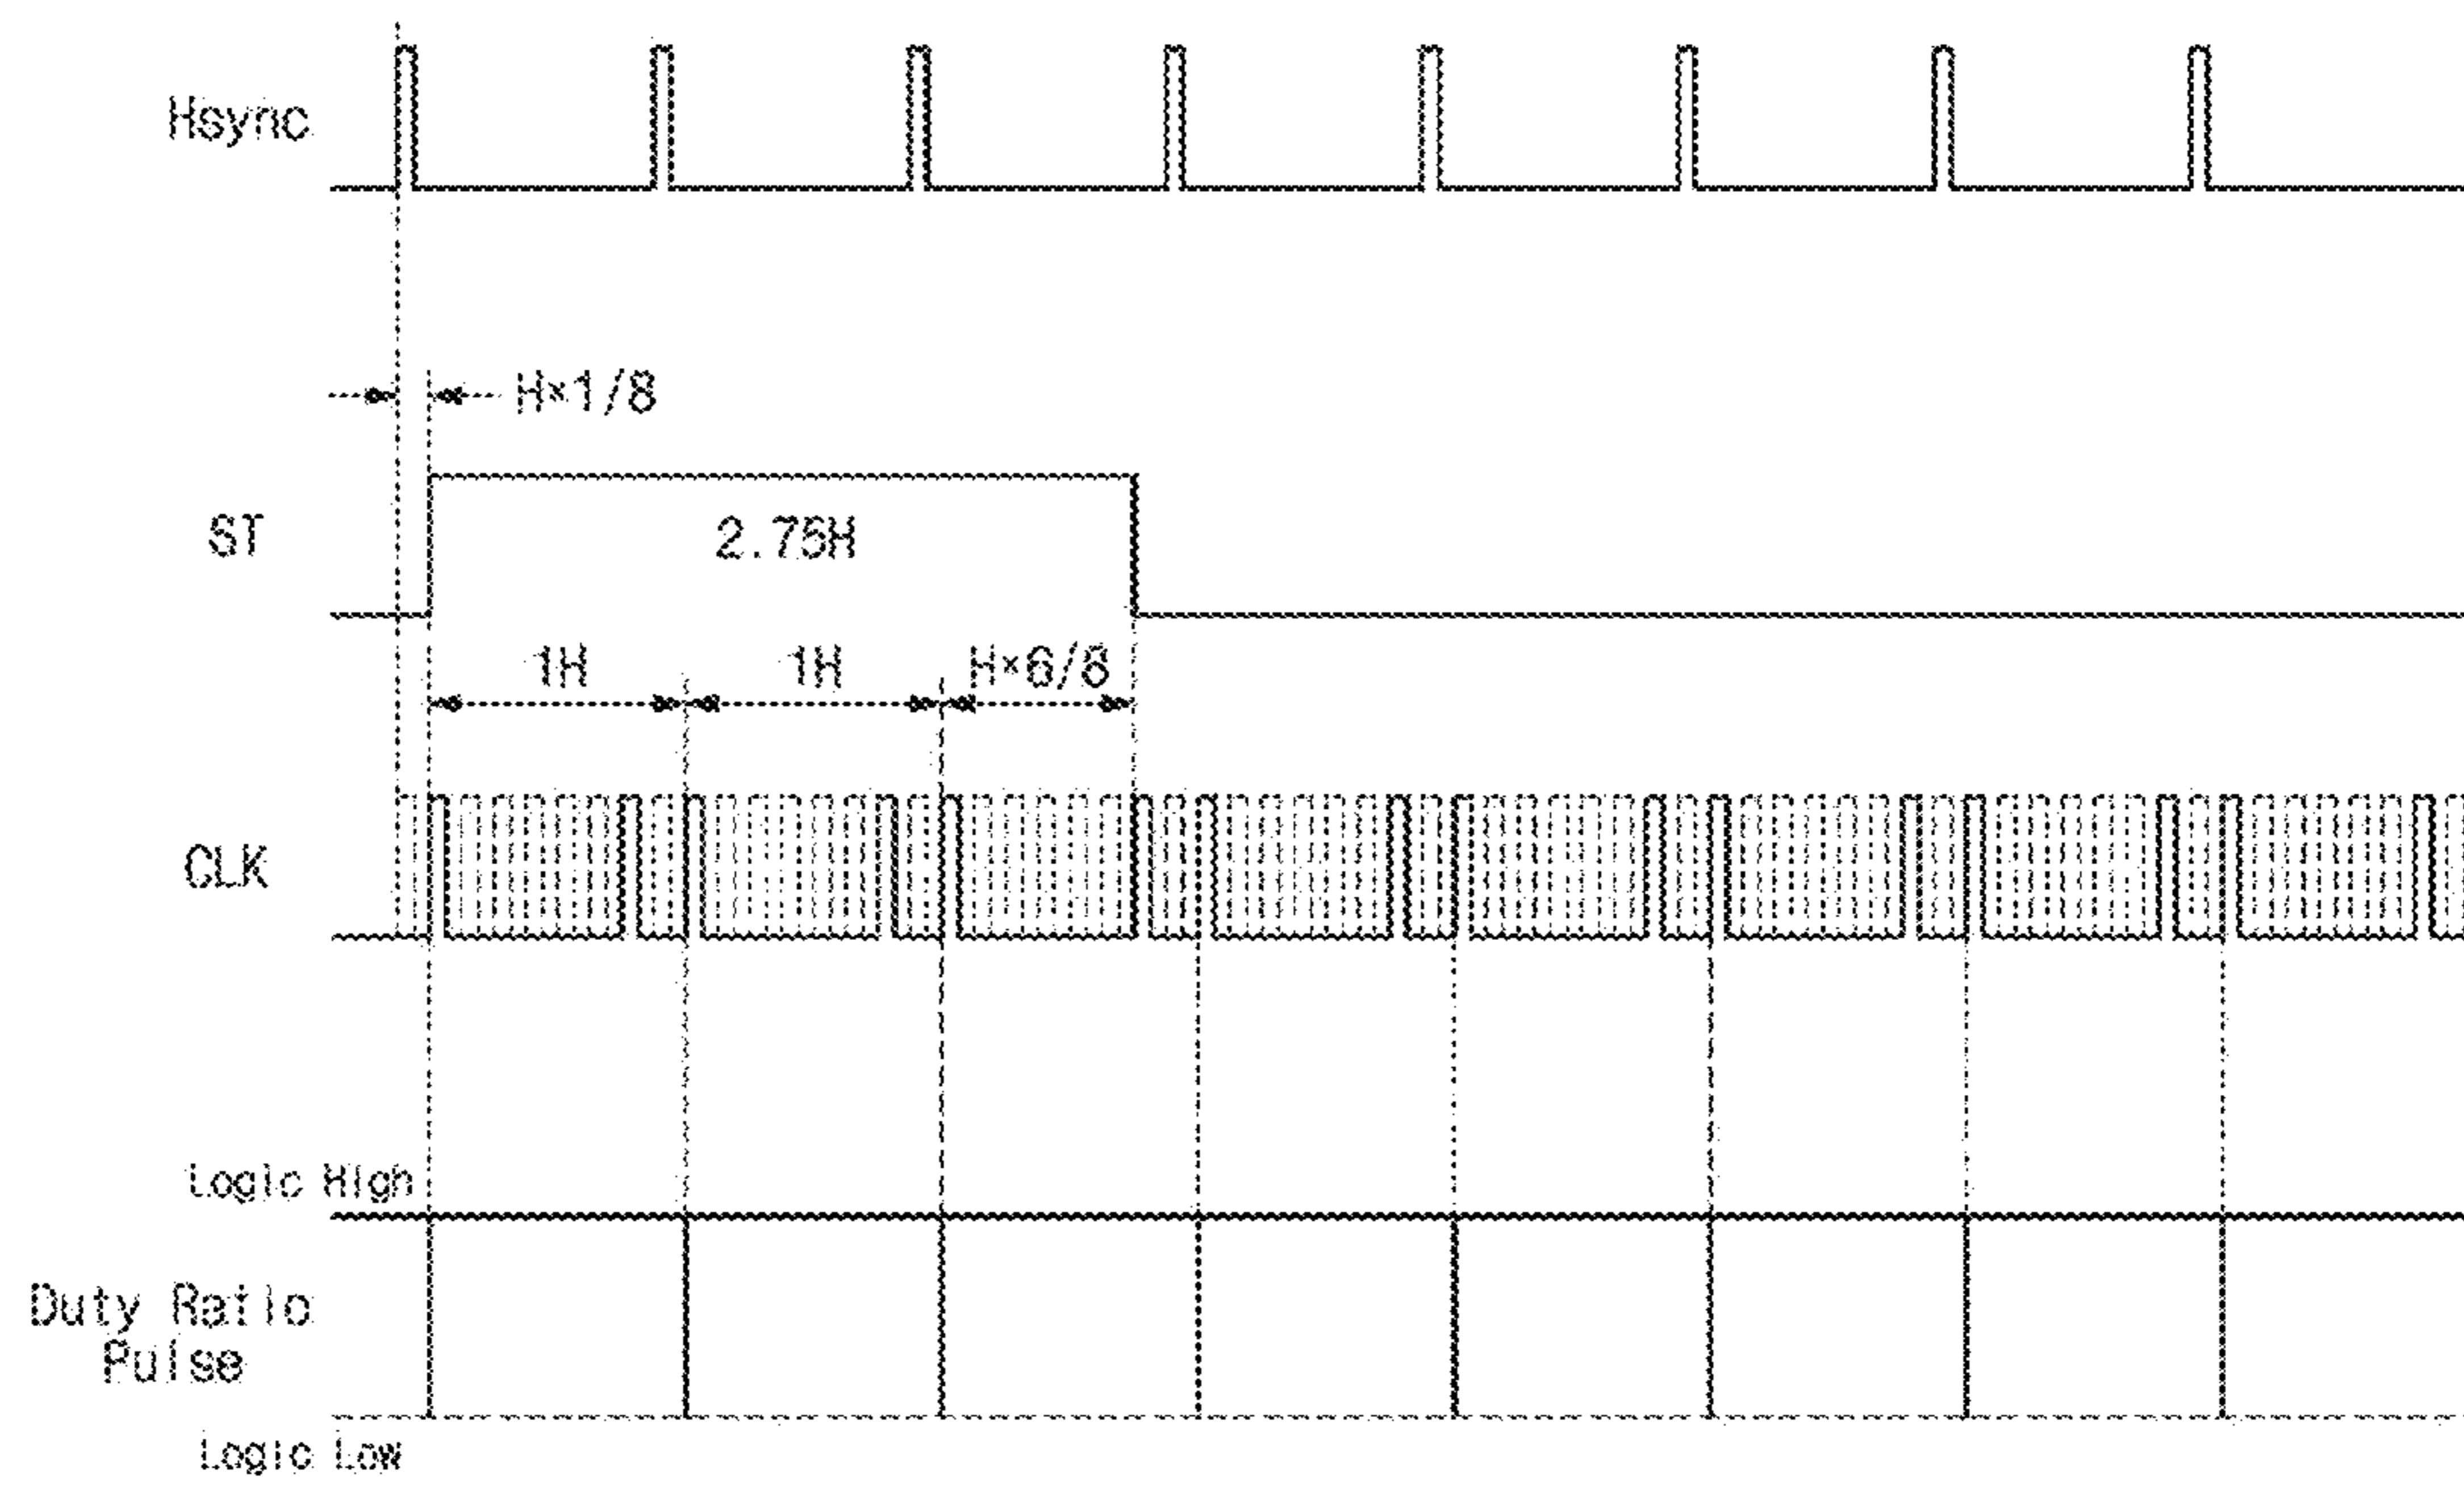 Hsync
H×1/8
ST
2.75H
1H 1H H×6/8
CLK
Logic High
Duty Ratio
Pulse
Logic Low